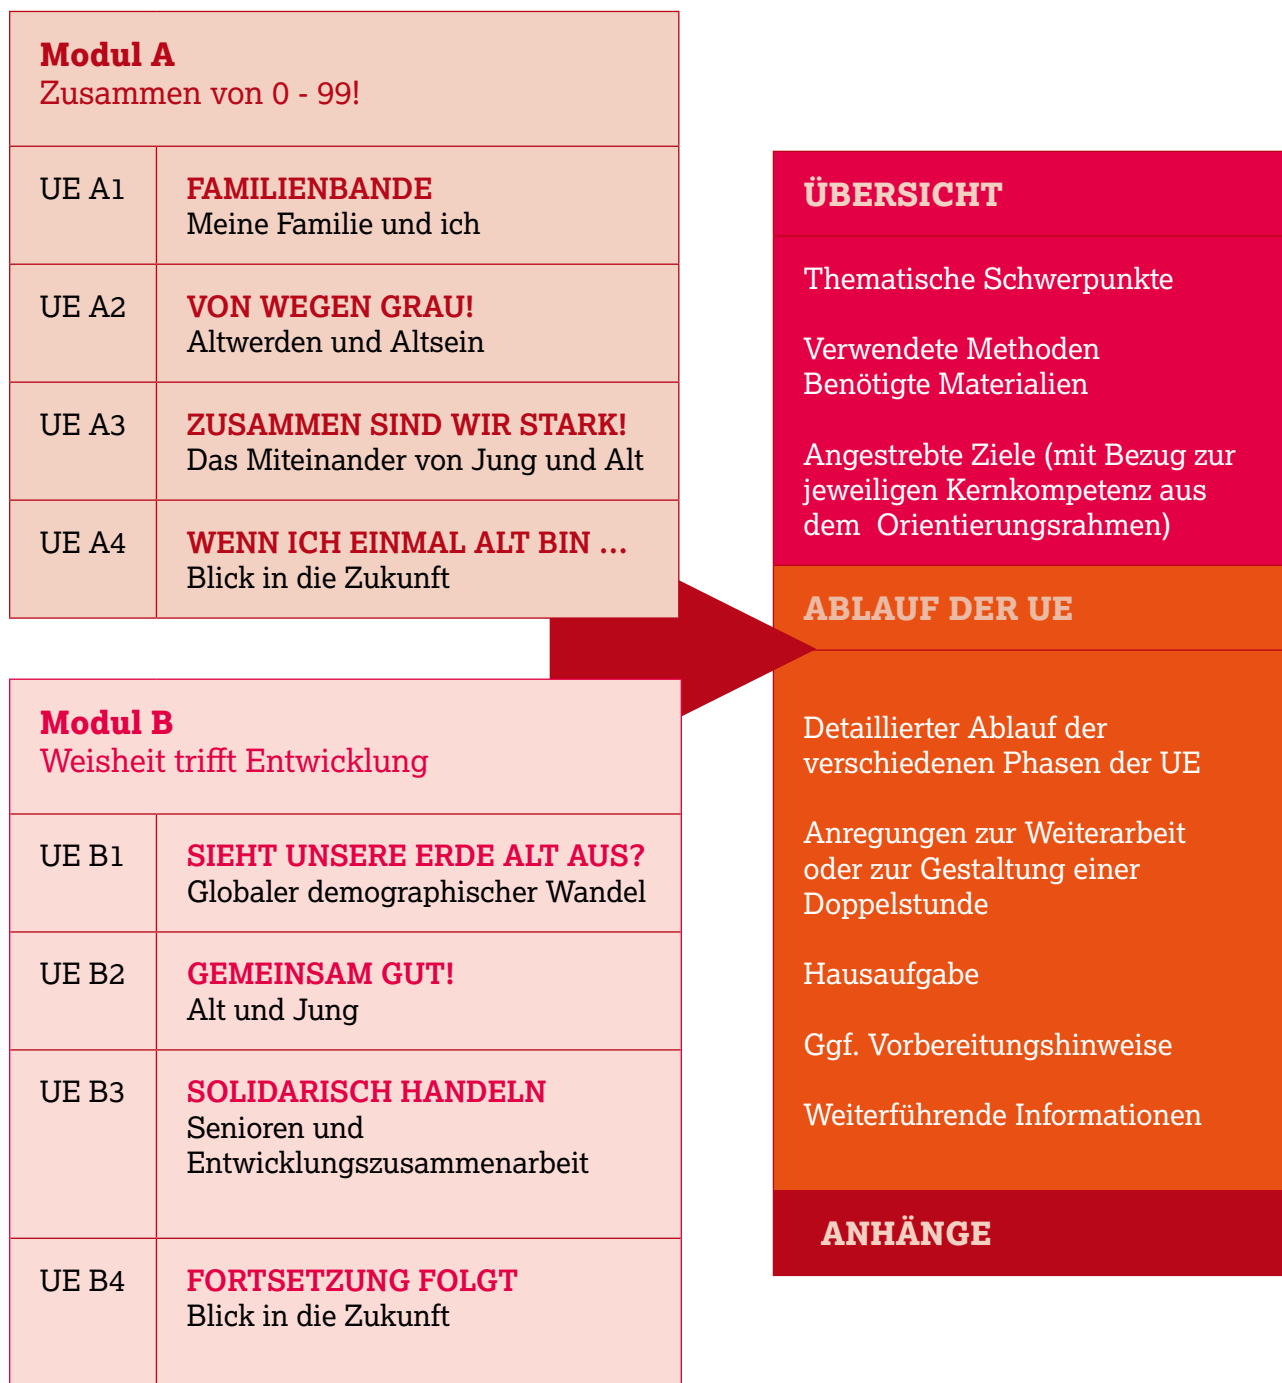 Modul A
Zusammen von 0 - 99!
UE A1
FAMILIENBANDE
Meine Familie und ich
UE A2
VON WEGEN GRAU!
Altwerden und Altsein
UE A3
ZUSAMMEN SIND WIR STARK!
Das Miteinander von Jung und Alt
UE A4
WENN ICH EINMAL ALT BIN ...
Blick in die Zukunft
Modul B
Weisheit trifft Entwicklung
UE B1
SIEHT UNSERE ERDE ALT AUS?
Globaler demographischer Wandel
UE B2
GEMEINSAM GUT!
Alt und Jung
UE B3
SOLIDARISCH HANDELN
Senioren und
Entwicklungszusammenarbeit
UE B4
FORTSETZUNG FOLGT
Blick in die Zukunft
ÜBERSICHT
Thematische Schwerpunkte
Verwendete Methoden
Benötigte Materialien
Angestrebte Ziele (mit Bezug zur
jeweiligen Kernkompetenz aus
dem  Orientierungsrahmen)
ABLAUF DER UE
Detaillierter Ablauf der
verschiedenen Phasen der UE
Anregungen zur Weiterarbeit
oder zur Gestaltung einer
Doppelstunde
Hausaufgabe
Ggf. Vorbereitungshinweise
Weiterführende Informationen
ANHÄNGE